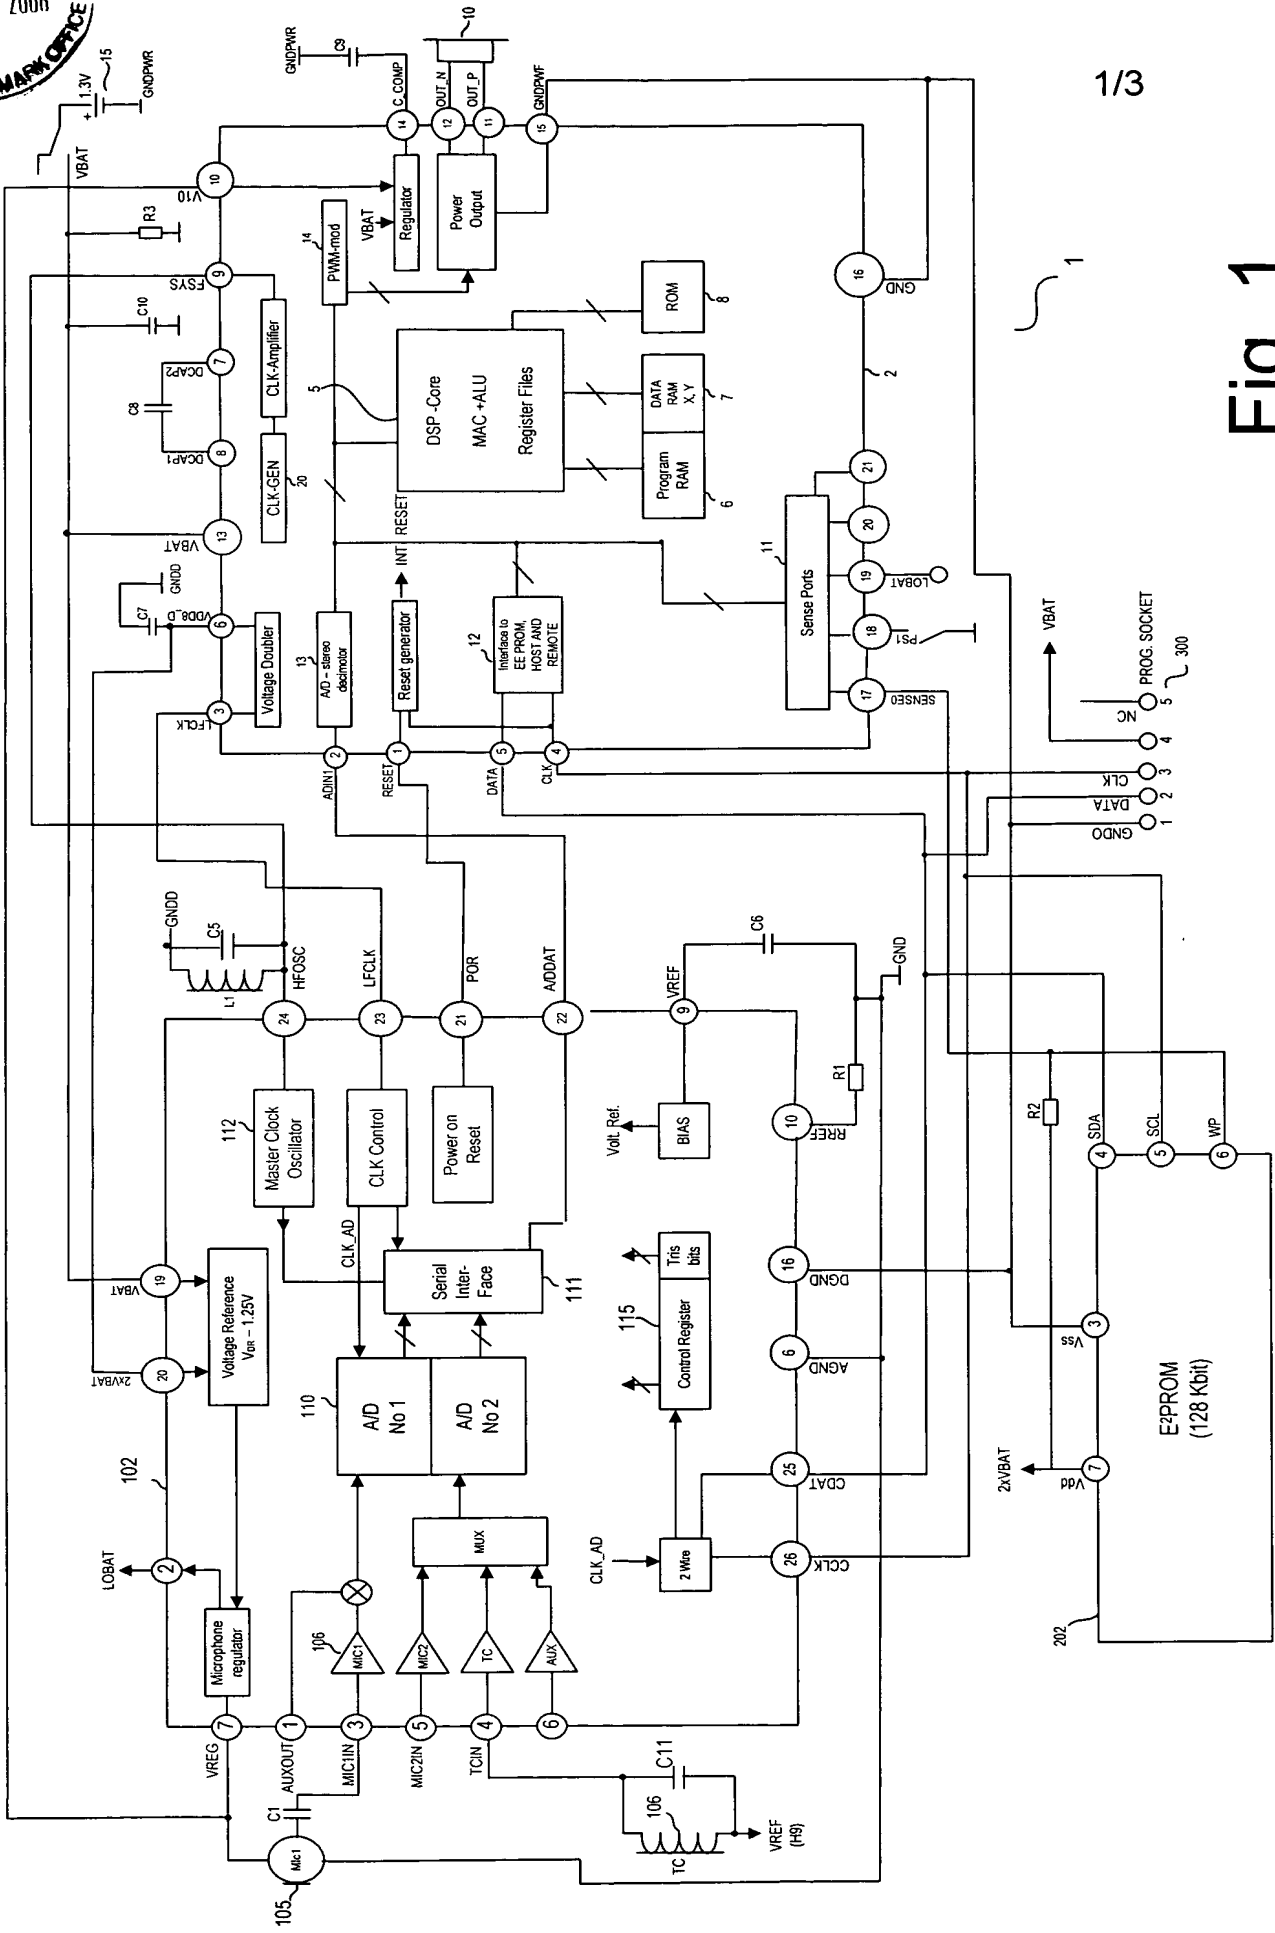 2000
MARK OFFICE
1/3
Fig. 1
1
15
+ 1.3V
GNDPWR
VBAT
V10
10
R3
FSYS
9
C10
DCAP2
7
C8
DCAP1
8
VBAT
13
GNDD
C7
VDD8_D
6
LFCLK
3
Voltage Doubler
CLK-Amplifier
CLK-GEN
20
GNDPWR
C9
C_COMP
14
OUT_N
12
OUT_P
11
10
GNDPWF
15
VBAT
Regulator
Power
Output
14
PWM-mod
5
DSP -Core
MAC +ALU
Register Files
ROM
8
DATA
RAM
X,Y
7
Program
RAM
6
16
GND
2
13
A/D – stereo
decimotor
ADIN1
2
INT RESET
Reset generator
RESET
1
12
Interface to
EE PROM,
HOST AND
REMOTE
DATA
5
CLK
4
11
Sense Ports
21
20
19
LOBAT
18
PS1
17
SENSE0
VBAT
PROG. SOCKET
300
NC
5
4
CLK
3
DATA
2
GNDO
1
GNDD
C5
L1
HFOSC
24
LFCLK
23
POR
21
A/DDAT
22
VREF
9
C6
GND
112
Master Clock
Oscillator
CLK Control
Power on
Reset
Volt. Ref.
BIAS
R1
10
RREF
VBAT
19
2xVBAT
20
Voltage Reference
VDR – 1.25V
CLK_AD
Serial
Inter-
Face
111
110
A/D
No 1
A/D
No 2
115
Control Register
Tris
bits
16
DGND
6
AGND
25
CDAT
26
CCLK
CLK_AD
2 Wire
102
LOBAT
2
Microphone
regulator
MUX
106
MIC1
MIC2
TC
AUX
VREG
7
AUXOUT
1
MIC1IN
3
MIC2IN
5
TCIN
4
6
C1
Mic1
105
C11
106
TC
VREF
(H9)
R2
SDA
4
SCL
5
WP
6
Vss
3
2xVBAT
Vdd
7
E²PROM
(128 Kbit)
202